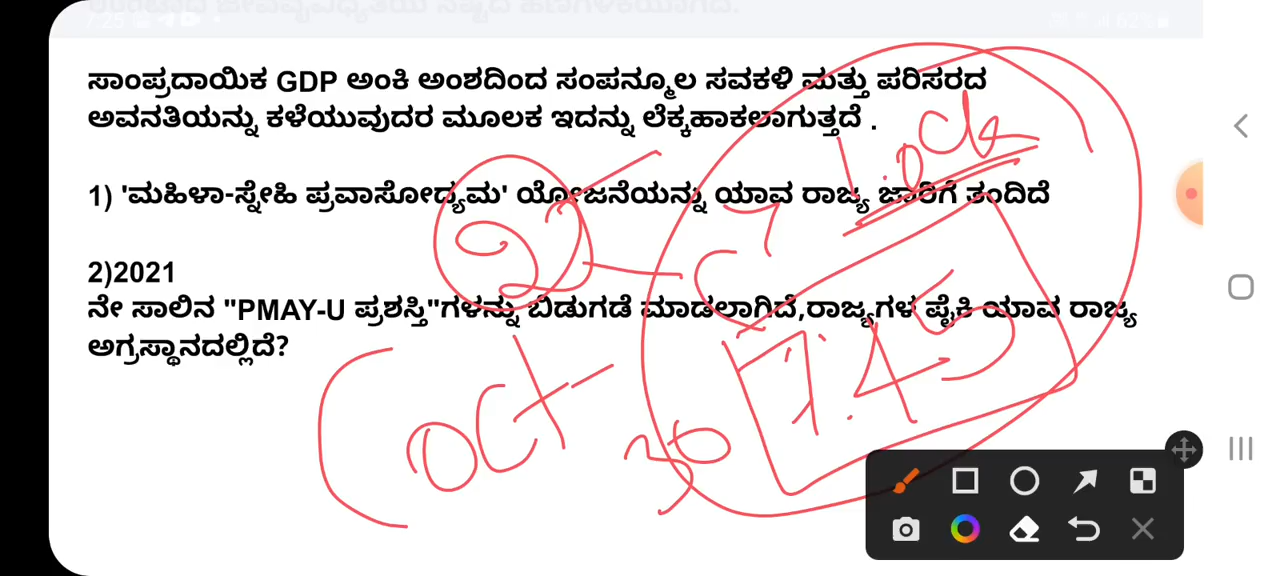 ಸಾಂಪ್ರದಾಯಿಕ GDP ಅಂಕಿ ಅಂಶದಿಂದ ಸಂಪನ್ಮೂಲ ಸವಕಳಿ ಮತ್ತು ಪರಿಸರದ
ಅವನತಿಯನ್ನು ಕಳೆಯುವುದರ ಮೂಲಕ ಇದನ್ನು ಲೆಕ್ಕಹಾಕಲಾಗುತ್ತದೆ .
1) 'ಮಹಿಳಾ-ಸ್ನೇಹಿ ಪ್ರವಾಸೋದ್ಯಮ' ಯೋಜನೆಯನ್ನು ಯಾವ ರಾಜ್ಯ ಜಾರಿಗೆ ತಂದಿದೆ
2)2021
ನೇ ಸಾಲಿನ "PMAY-U ಪ್ರಶಸ್ತಿ"ಗಳನ್ನು ಬಿಡುಗಡೆ ಮಾಡಲಾಗಿದೆ,ರಾಜ್ಯಗಳ ಪೈಕಿ ಯಾವ ರಾಜ್ಯ
ಅಗ್ರಸ್ಥಾನದಲ್ಲಿದೆ?
7.45
OCT
30